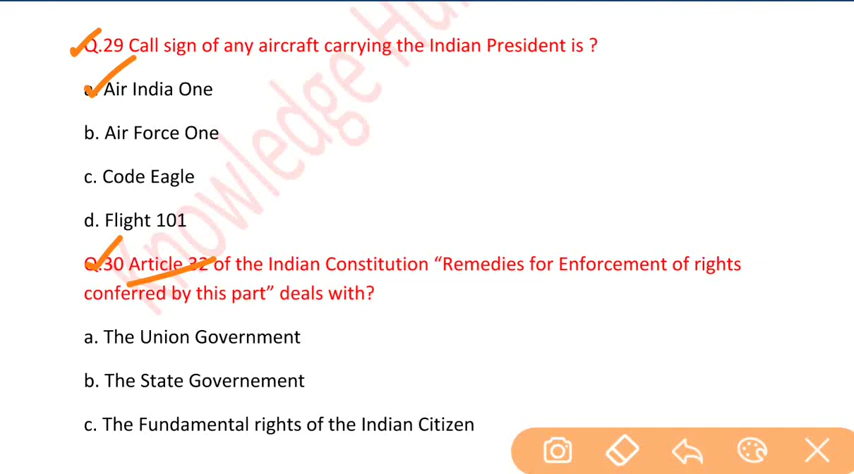 Q.29 Call sign of any aircraft carrying the Indian President is ?
a. Air India One
b. Air Force One
c. Code Eagle
d. Flight 101
Q.30 Article 32 of the Indian Constitution “Remedies for Enforcement of rights
conferred by this part” deals with?
a. The Union Government
b. The State Governement
c. The Fundamental rights of the Indian Citizen
Knowledge Hu